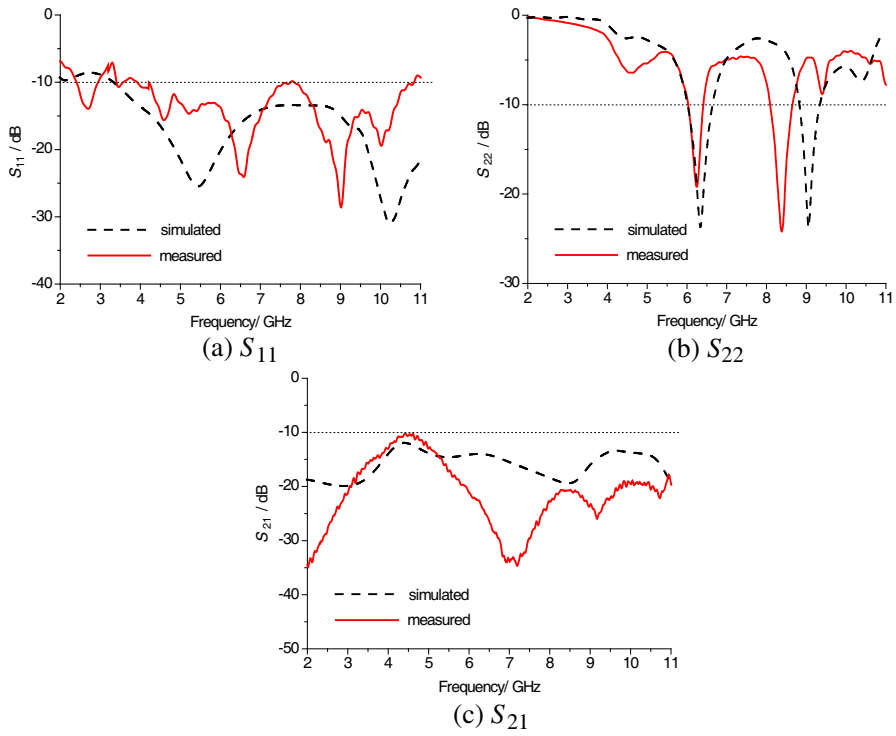 0
-10
-20
-30
-40
S11 / dB
simulated
measured
2 3 4 5 6 7 8 9 10 11
Frequency/ GHz
(a) S11
0
-10
-20
-30
S22 / dB
simulated
measured
2 3 4 5 6 7 8 9 10 11
Frequency/ GHz
(b) S22
0
-10
-20
-30
-40
-50
S21 / dB
simulated
measured
2 3 4 5 6 7 8 9 10 11
Frequency/ GHz
(c) S21